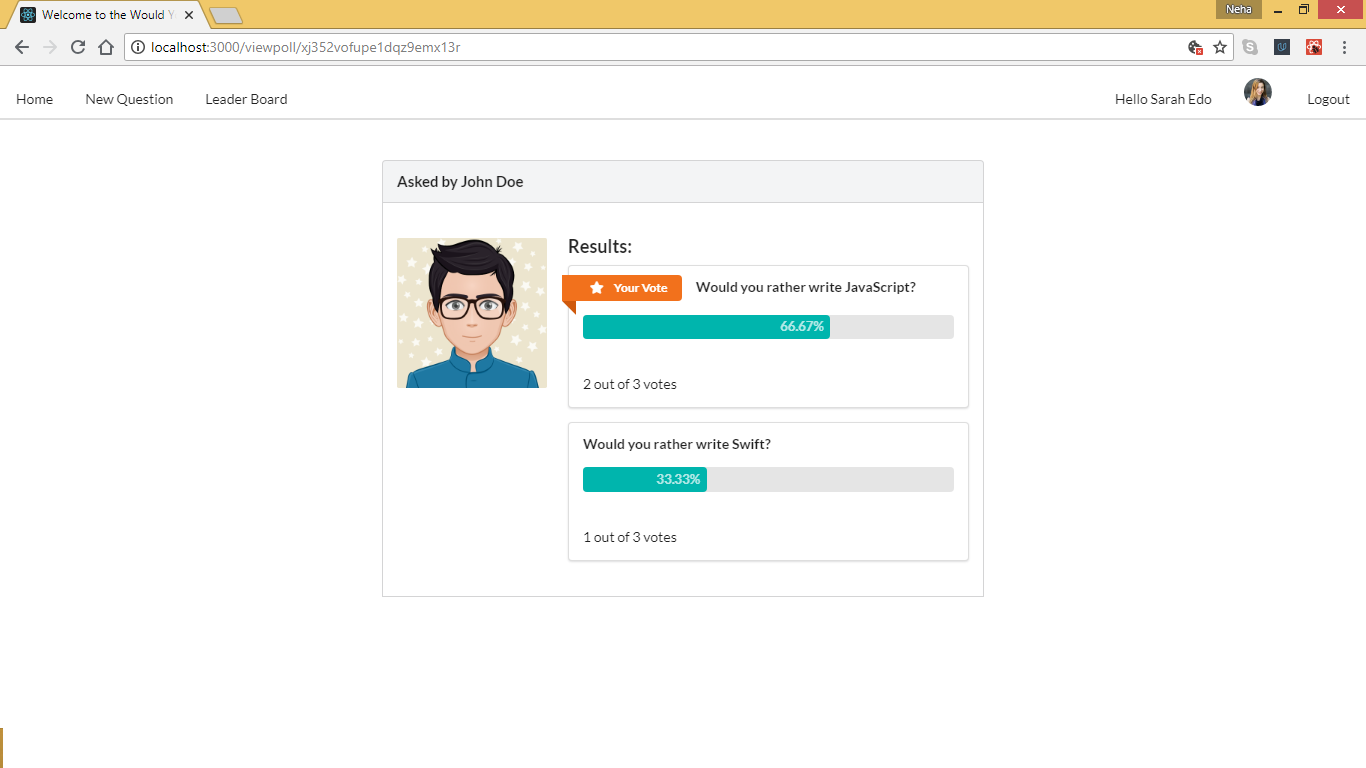 Welcome to the Would Y
Neha
localhost:3000/viewpoll/xj352vofupe1dqz9emx13r
Home New Question Leader Board Hello Sarah Edo Logout
Asked by John Doe
Results:
Your Vote Would you rather write JavaScript?
66.67%
2 out of 3 votes
Would you rather write Swift?
33.33%
1 out of 3 votes